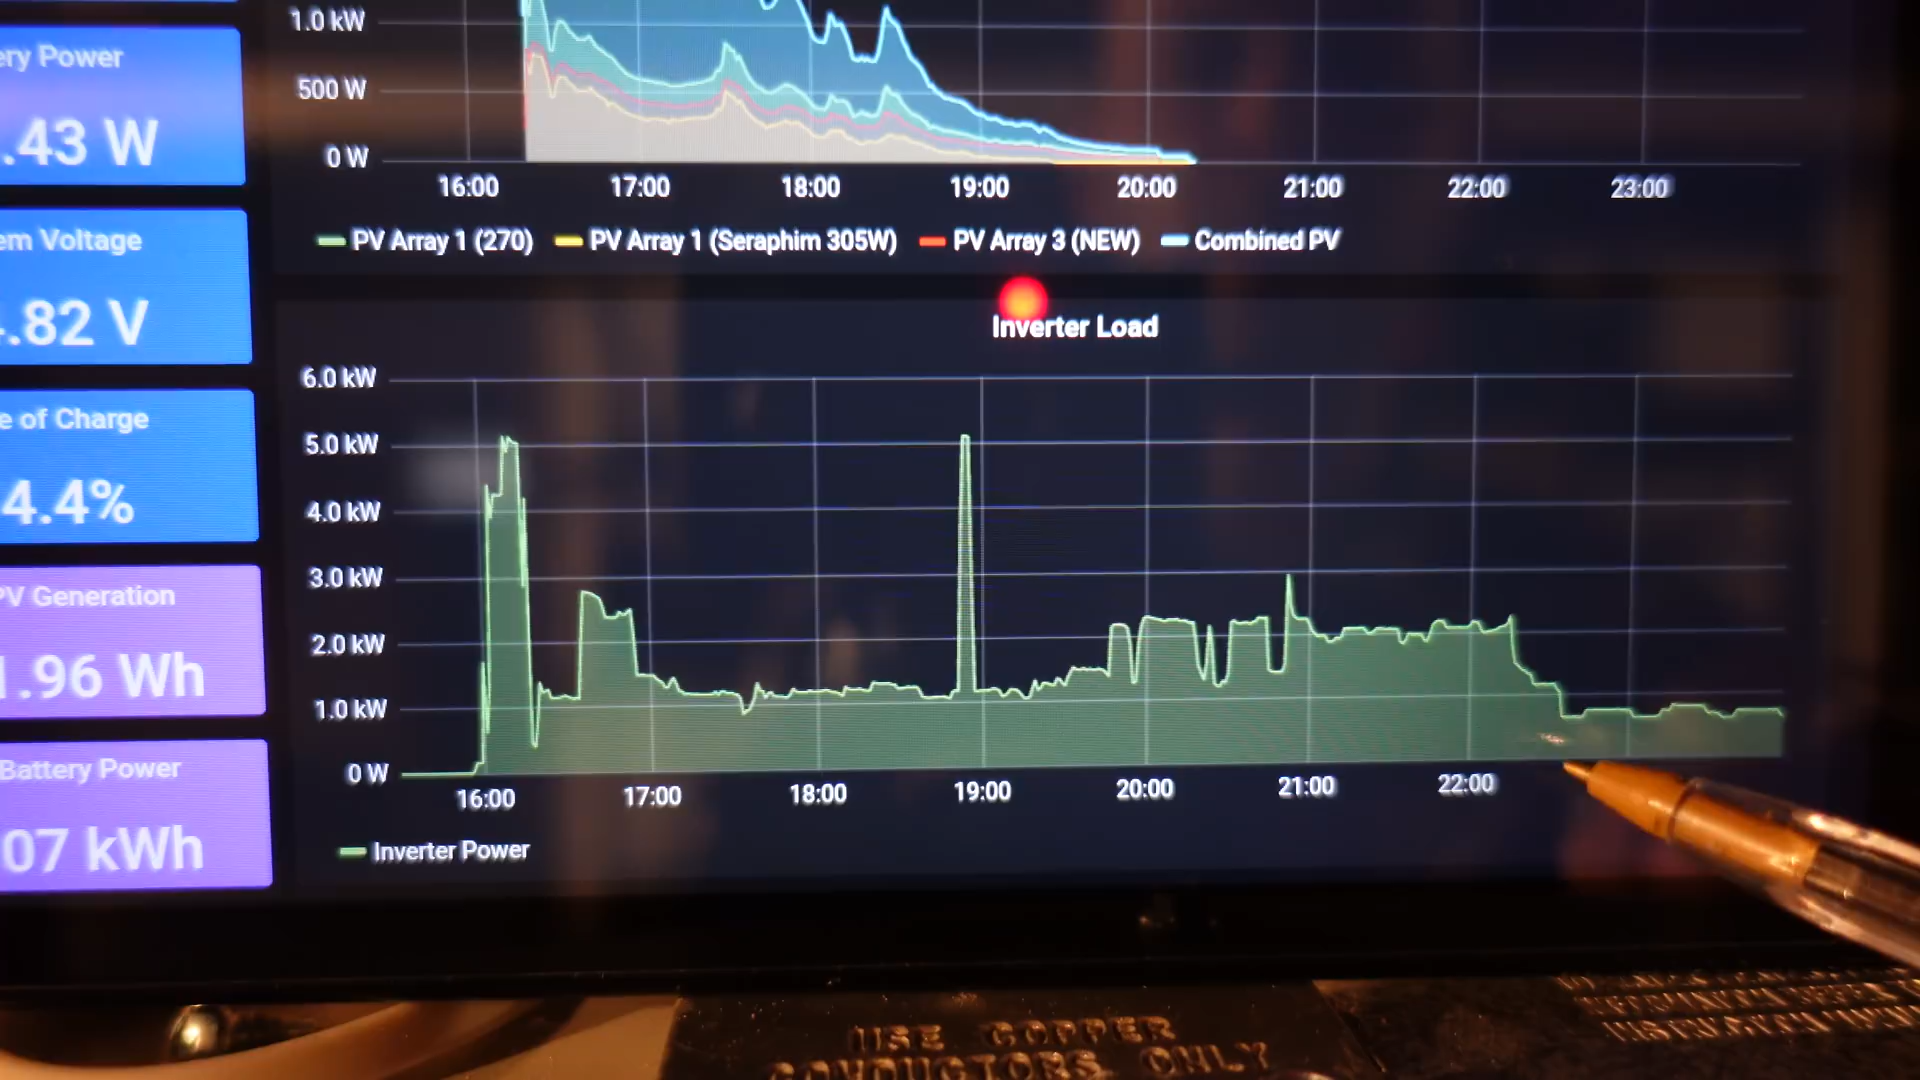 1.0 kW
500 W
0 W
16:00 17:00 18:00 19:00 20:00 21:00 22:00 23:00
PV Array 1 (270) PV Array 1 (Seraphim 305W) PV Array 3 (NEW) Combined PV
ery Power
.43 W
em Voltage
.82 V
e of Charge
4.4%
PV Generation
1.96 Wh
Battery Power
07 kWh
Inverter Load
6.0 kW
5.0 kW
4.0 kW
3.0 kW
2.0 kW
1.0 kW
0 W
16:00 17:00 18:00 19:00 20:00 21:00 22:00
Inverter Power
USE COPPER
CONDUCTORS ONLY